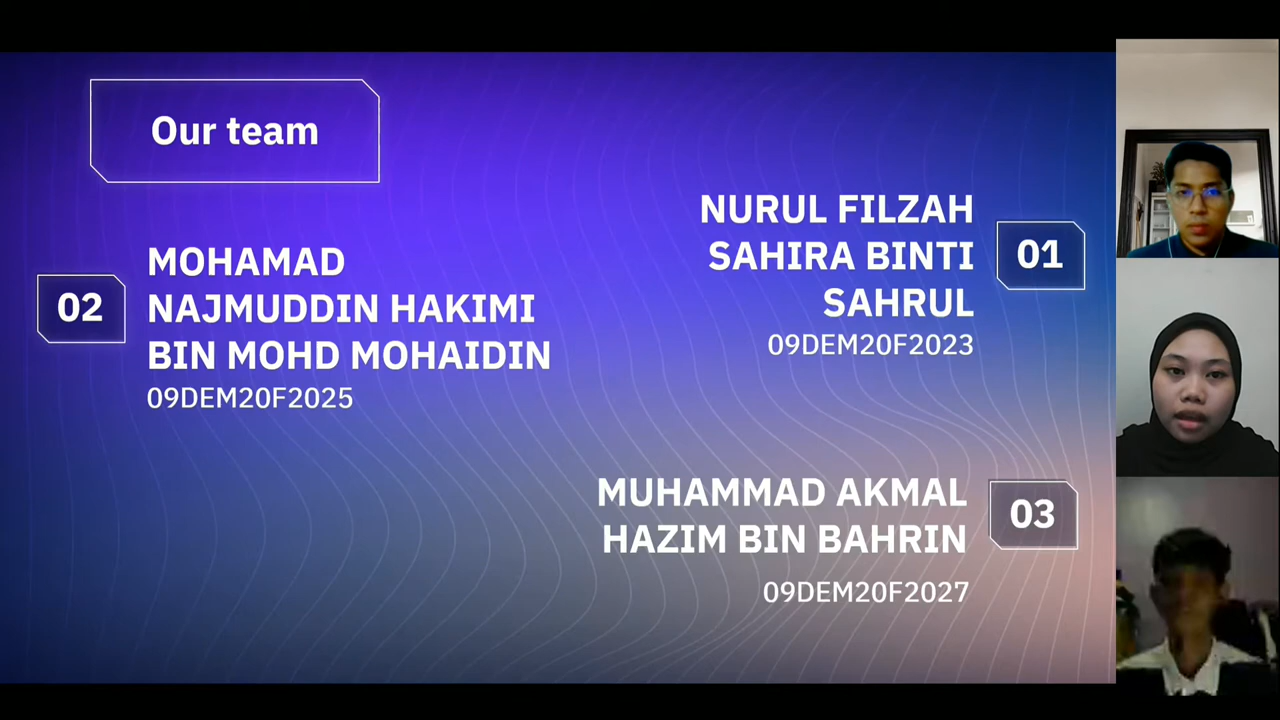 Our team
NURUL FILZAH
SAHIRA BINTI
SAHRUL
09DEM20F2023
01
02
MOHAMAD
NAJMUDDIN HAKIMI
BIN MOHD MOHAIDIN
09DEM20F2025
MUHAMMAD AKMAL
HAZIM BIN BAHRIN
09DEM20F2027
03